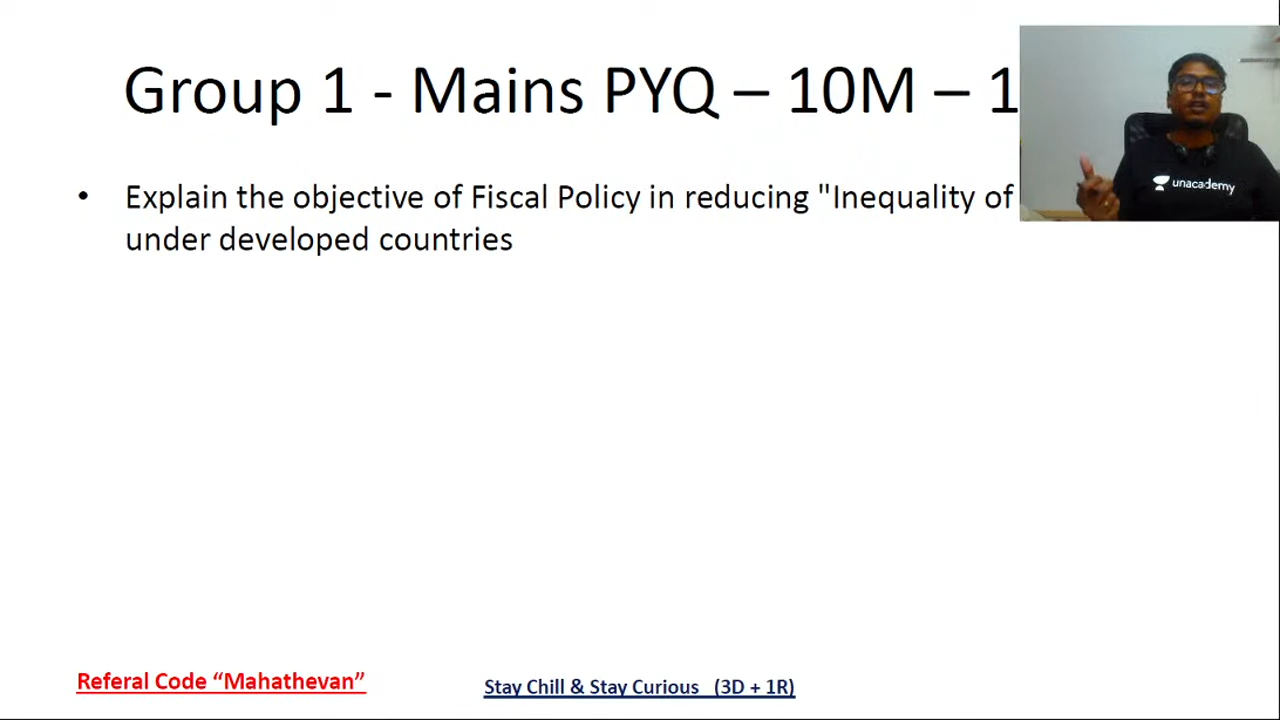 Group 1 - Mains PYQ – 10M – 1
• Explain the objective of Fiscal Policy in reducing "Inequality of
under developed countries
unacademy
Referal Code “Mahathevan”
Stay Chill & Stay Curious (3D + 1R)